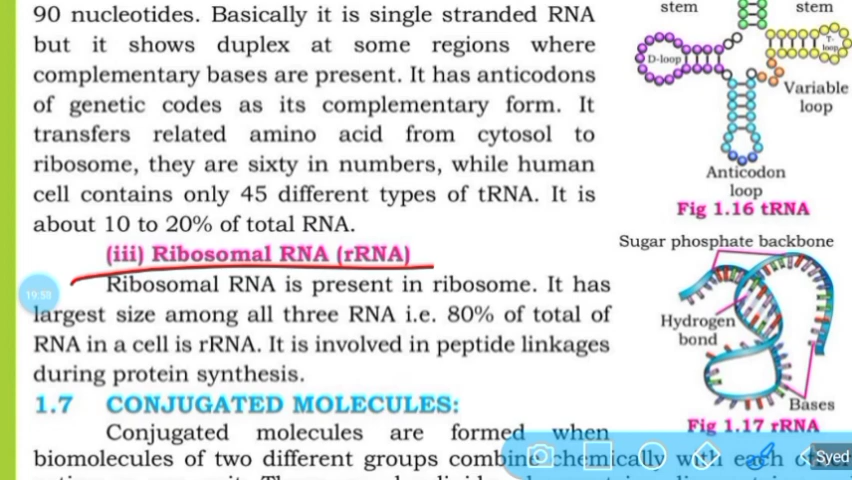 90 nucleotides. Basically it is single stranded RNA
but it shows duplex at some regions where
complementary bases are present. It has anticodons
of genetic codes as its complementary form. It
transfers related amino acid from cytosol to
ribosome, they are sixty in numbers, while human
cell contains only 45 different types of tRNA. It is
about 10 to 20% of total RNA.
(iii) Ribosomal RNA (rRNA)
Ribosomal RNA is present in ribosome. It has
largest size among all three RNA i.e. 80% of total of
RNA in a cell is rRNA. It is involved in peptide linkages
during protein synthesis.
1.7 CONJUGATED MOLECULES:
Conjugated molecules are formed when
biomolecules of two different groups combine chemically with each
stem
stem
D-loop
T-
loop
Variable
loop
Anticodon
loop
Fig 1.16 tRNA
Sugar phosphate backbone
Hydrogen
bond
Bases
Fig 1.17 rRNA
19:58
Syed